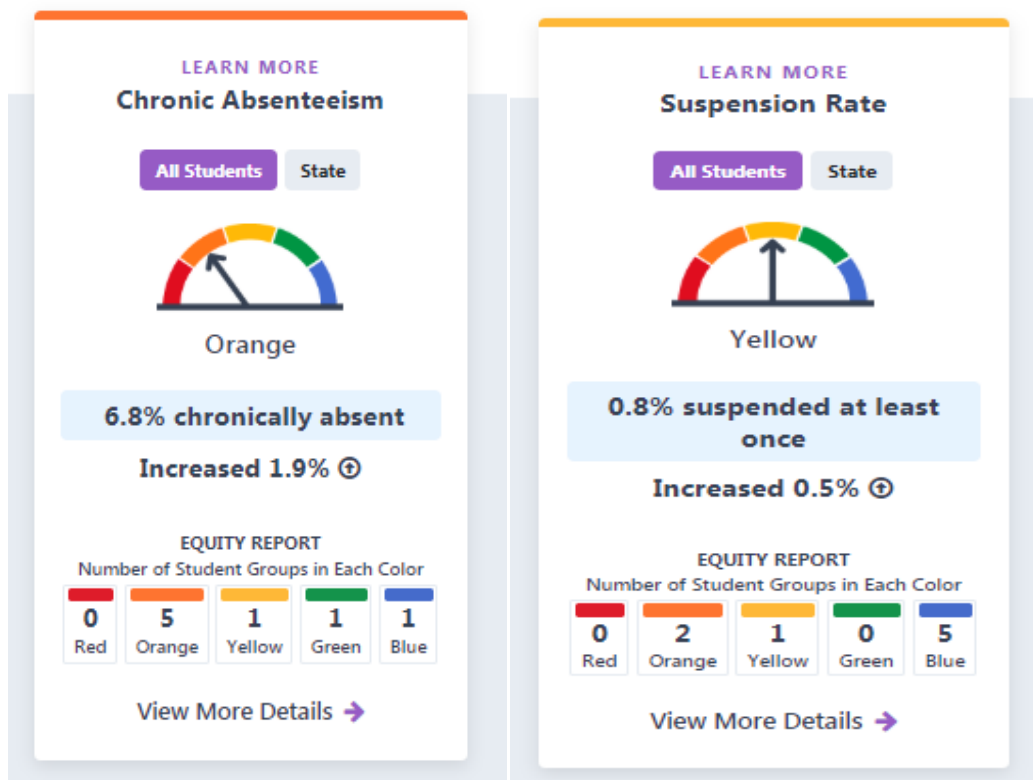 LEARN MORE
Chronic Absenteeism
All Students State
Orange
6.8% chronically absent
Increased 1.9%
EQUITY REPORT
Number of Student Groups in Each Color
0 5 1 1 1
Red Orange Yellow Green Blue
View More Details
LEARN MORE
Suspension Rate
All Students State
Yellow
0.8% suspended at least
once
Increased 0.5%
EQUITY REPORT
Number of Student Groups in Each Color
0 2 1 0 5
Red Orange Yellow Green Blue
View More Details